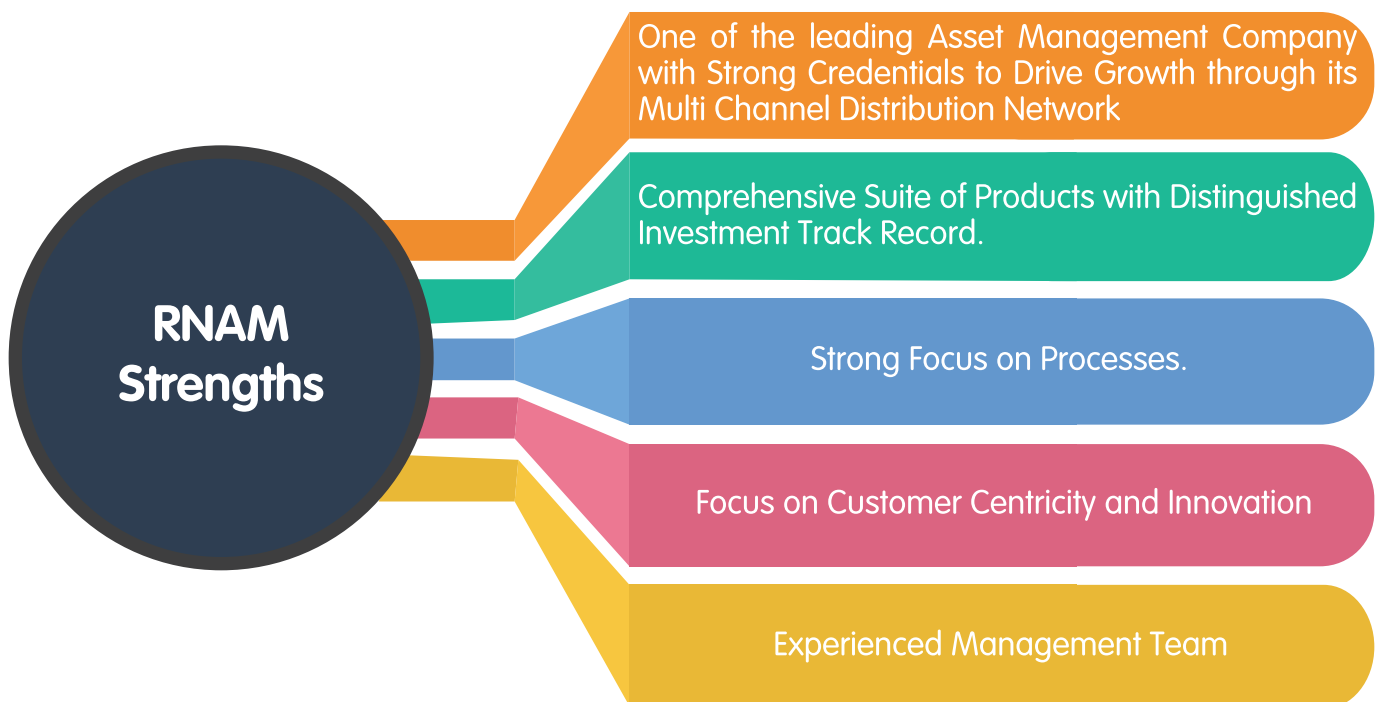 RNAM
Strengths
One of the leading Asset Management Company
with Strong Credentials to Drive Growth through its
Multi Channel Distribution Network
Comprehensive Suite of Products with Distinguished
Investment Track Record.
Strong Focus on Processes.
Focus on Customer Centricity and Innovation
Experienced Management Team